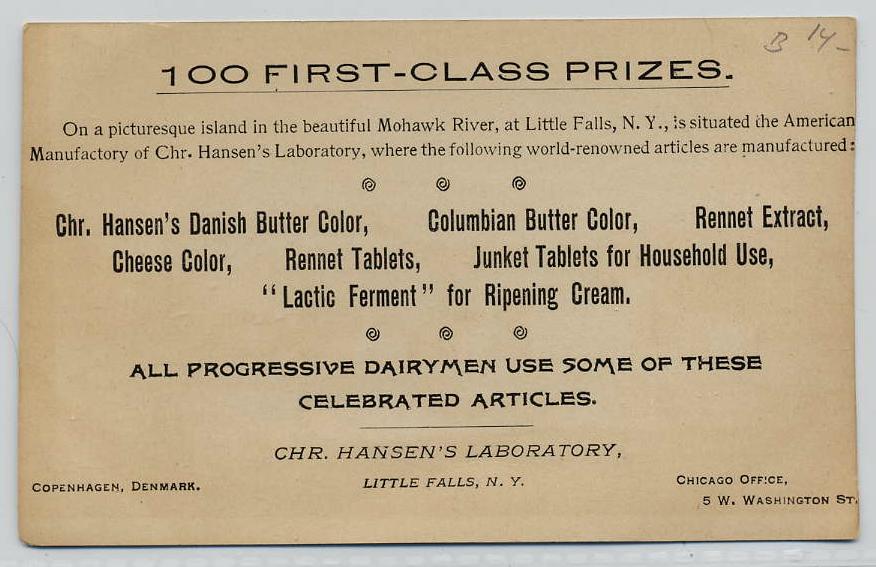 B 14-
100 FIRST-CLASS PRIZES.
On a picturesque island in the beautiful Mohawk River, at Little Falls, N. Y., is situated the American
Manufactory of Chr. Hansen's Laboratory, where the following world-renowned articles are manufactured:
Chr. Hansen's Danish Butter Color, Columbian Butter Color, Rennet Extract,
Cheese Color, Rennet Tablets, Junket Tablets for Household Use,
"Lactic Ferment" for Ripening Cream.
ALL PROGRESSIVE DAIRYMEN USE SOME OF THESE
CELEBRATED ARTICLES.
CHR. HANSEN'S LABORATORY,
COPENHAGEN, DENMARK. LITTLE FALLS, N. Y. CHICAGO OFFICE,
5 W. WASHINGTON ST.